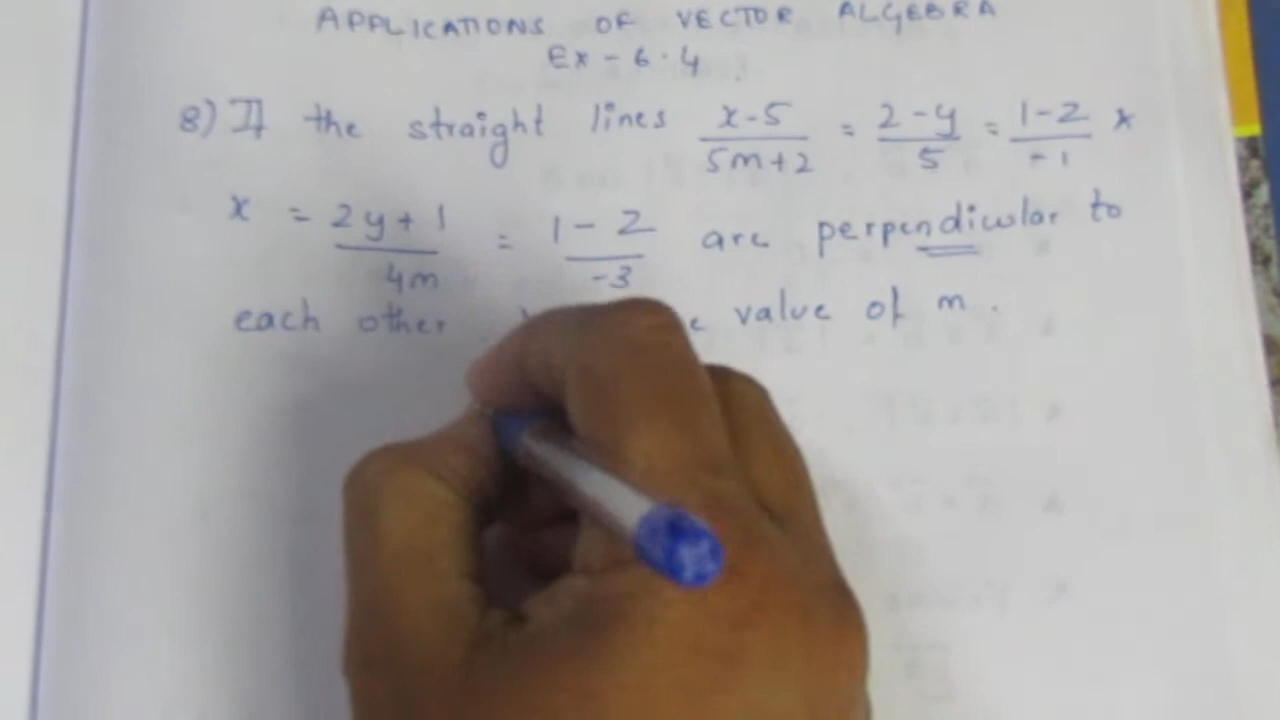 APPLICATIONS OF VECTOR ALGEBRA
Ex - 6.4
8) If the straight lines x-5/5m+2 = 2-y/5 = 1-z/-1 &
x = 2y+1/4m = 1-z/-3 are perpendicular to
each other value of m.